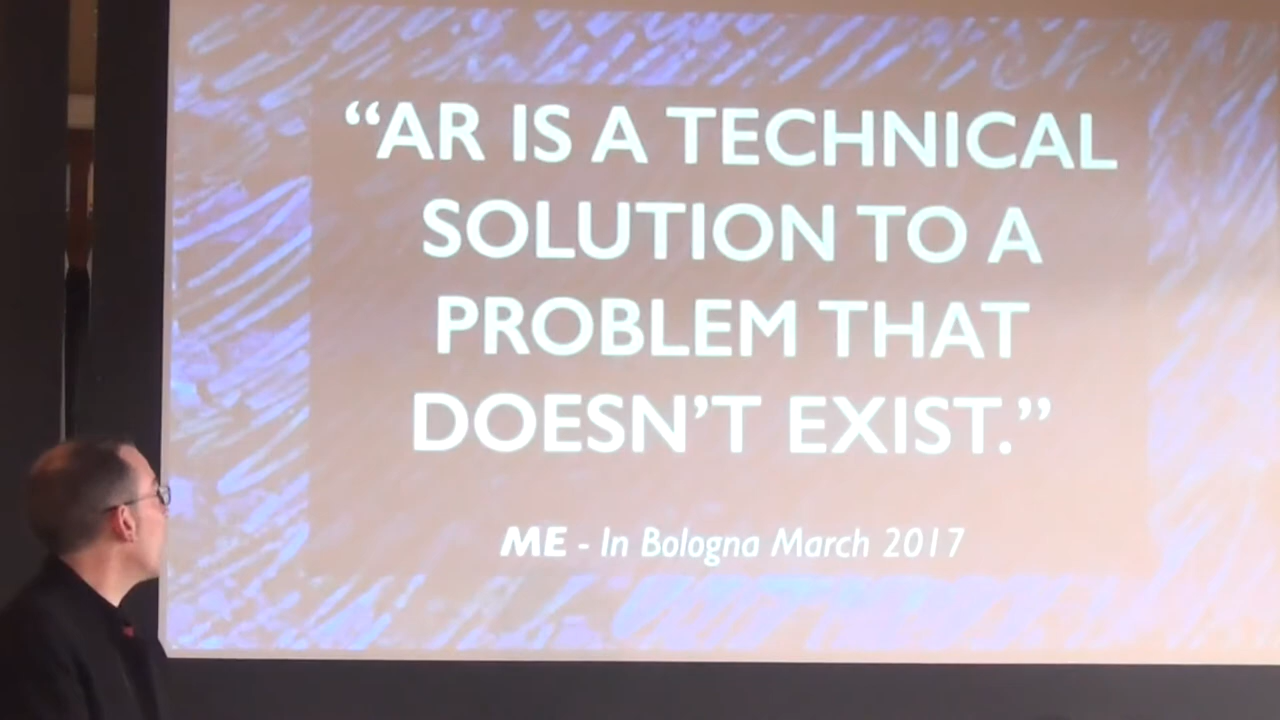 “AR IS A TECHNICAL
SOLUTION TO A
PROBLEM THAT
DOESN’T EXIST.”
ME - In Bologna March 2017